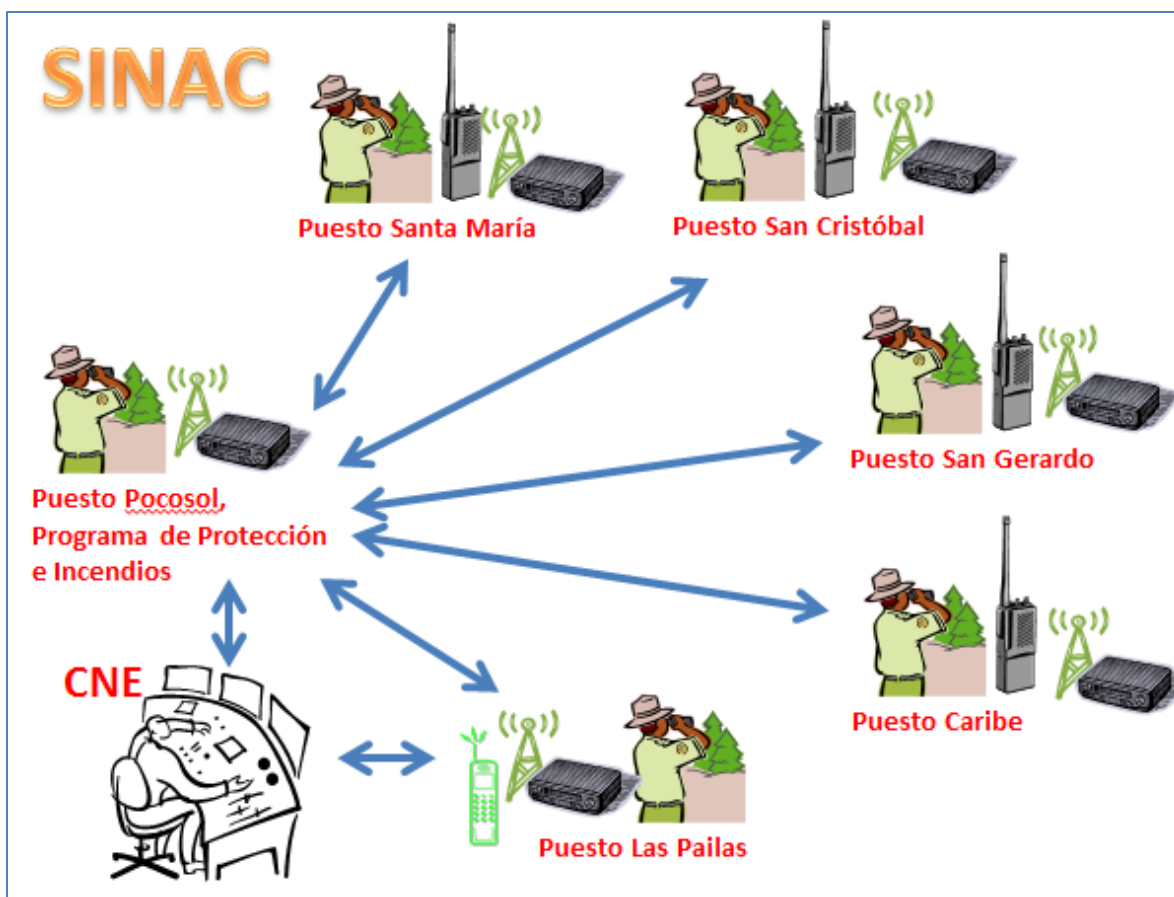 SINAC
Puesto Santa María
Puesto San Cristóbal
Puesto San Gerardo
Puesto Pocosol,
Programa de Protección
e Incendios
CNE
Puesto Caribe
Puesto Las Pailas